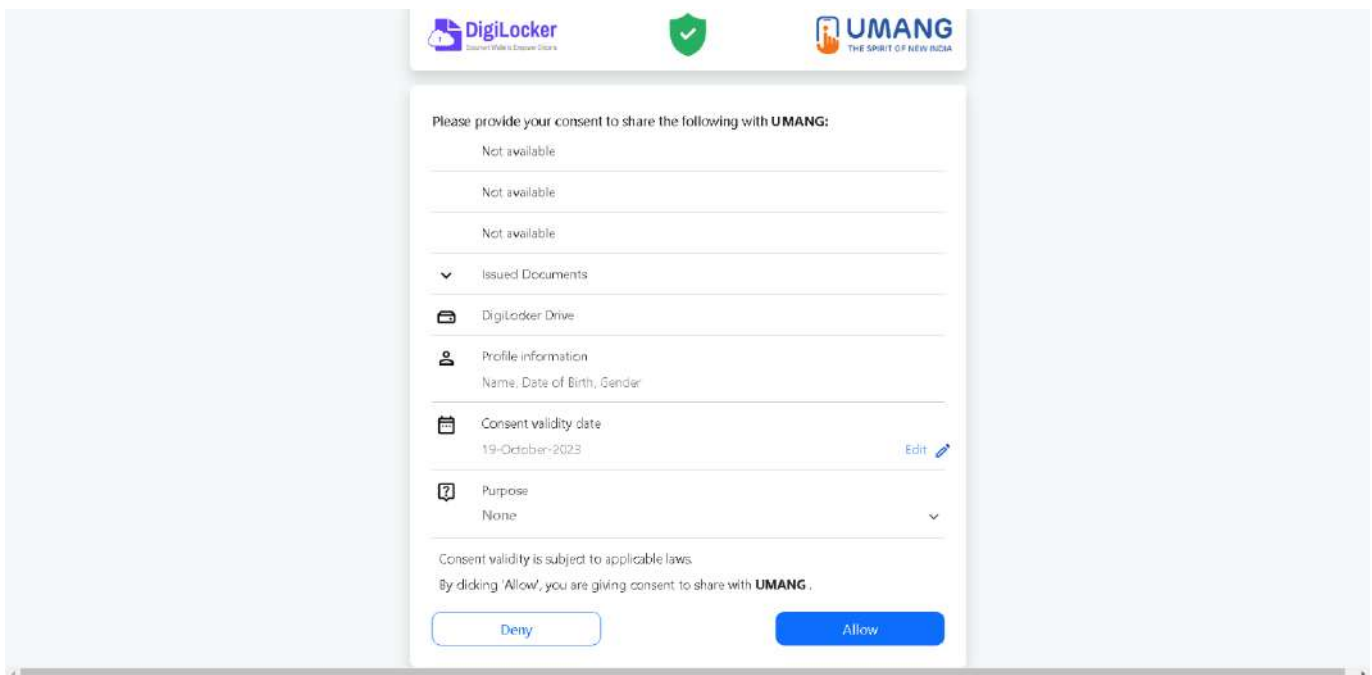 DigiLocker
UMANG
THE SPIRIT OF NEW INDIA
Please provide your consent to share the following with UMANG:
Not available
Not available
Not available
Issued Documents
DigiLocker Drive
Profile information
Name, Date of Birth, Gender
Consent validity date
19-October-2023
Edit
Purpose
None
Consent validity is subject to applicable laws.
By clicking 'Allow', you are giving consent to share with UMANG .
Deny
Allow